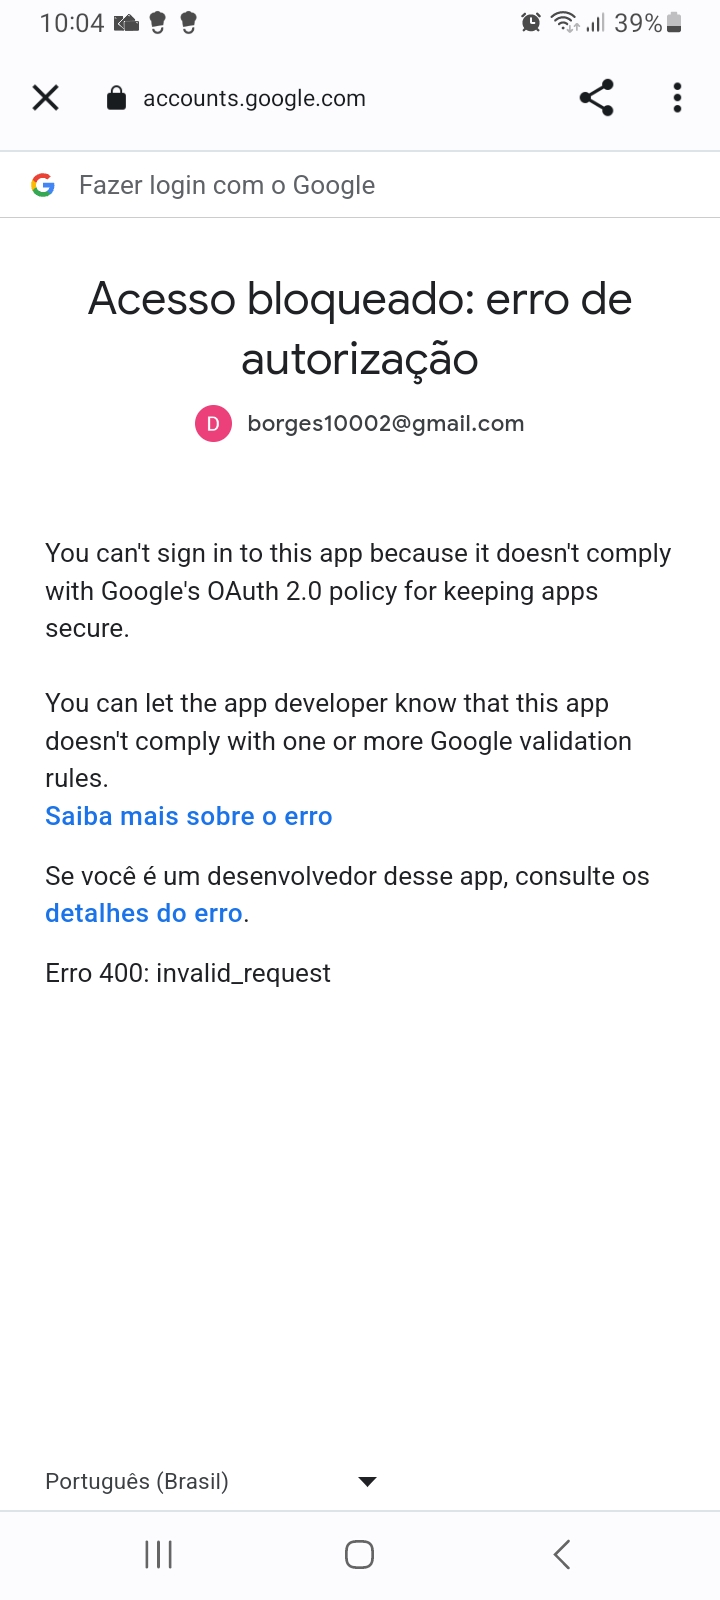 10:04
39%
accounts.google.com
Fazer login com o Google
Acesso bloqueado: erro de
autorização
D borges10002@gmail.com
You can't sign in to this app because it doesn't comply
with Google's OAuth 2.0 policy for keeping apps
secure.
You can let the app developer know that this app
doesn't comply with one or more Google validation
rules.
Saiba mais sobre o erro
Se você é um desenvolvedor desse app, consulte os
detalhes do erro.
Erro 400: invalid_request
Português (Brasil)